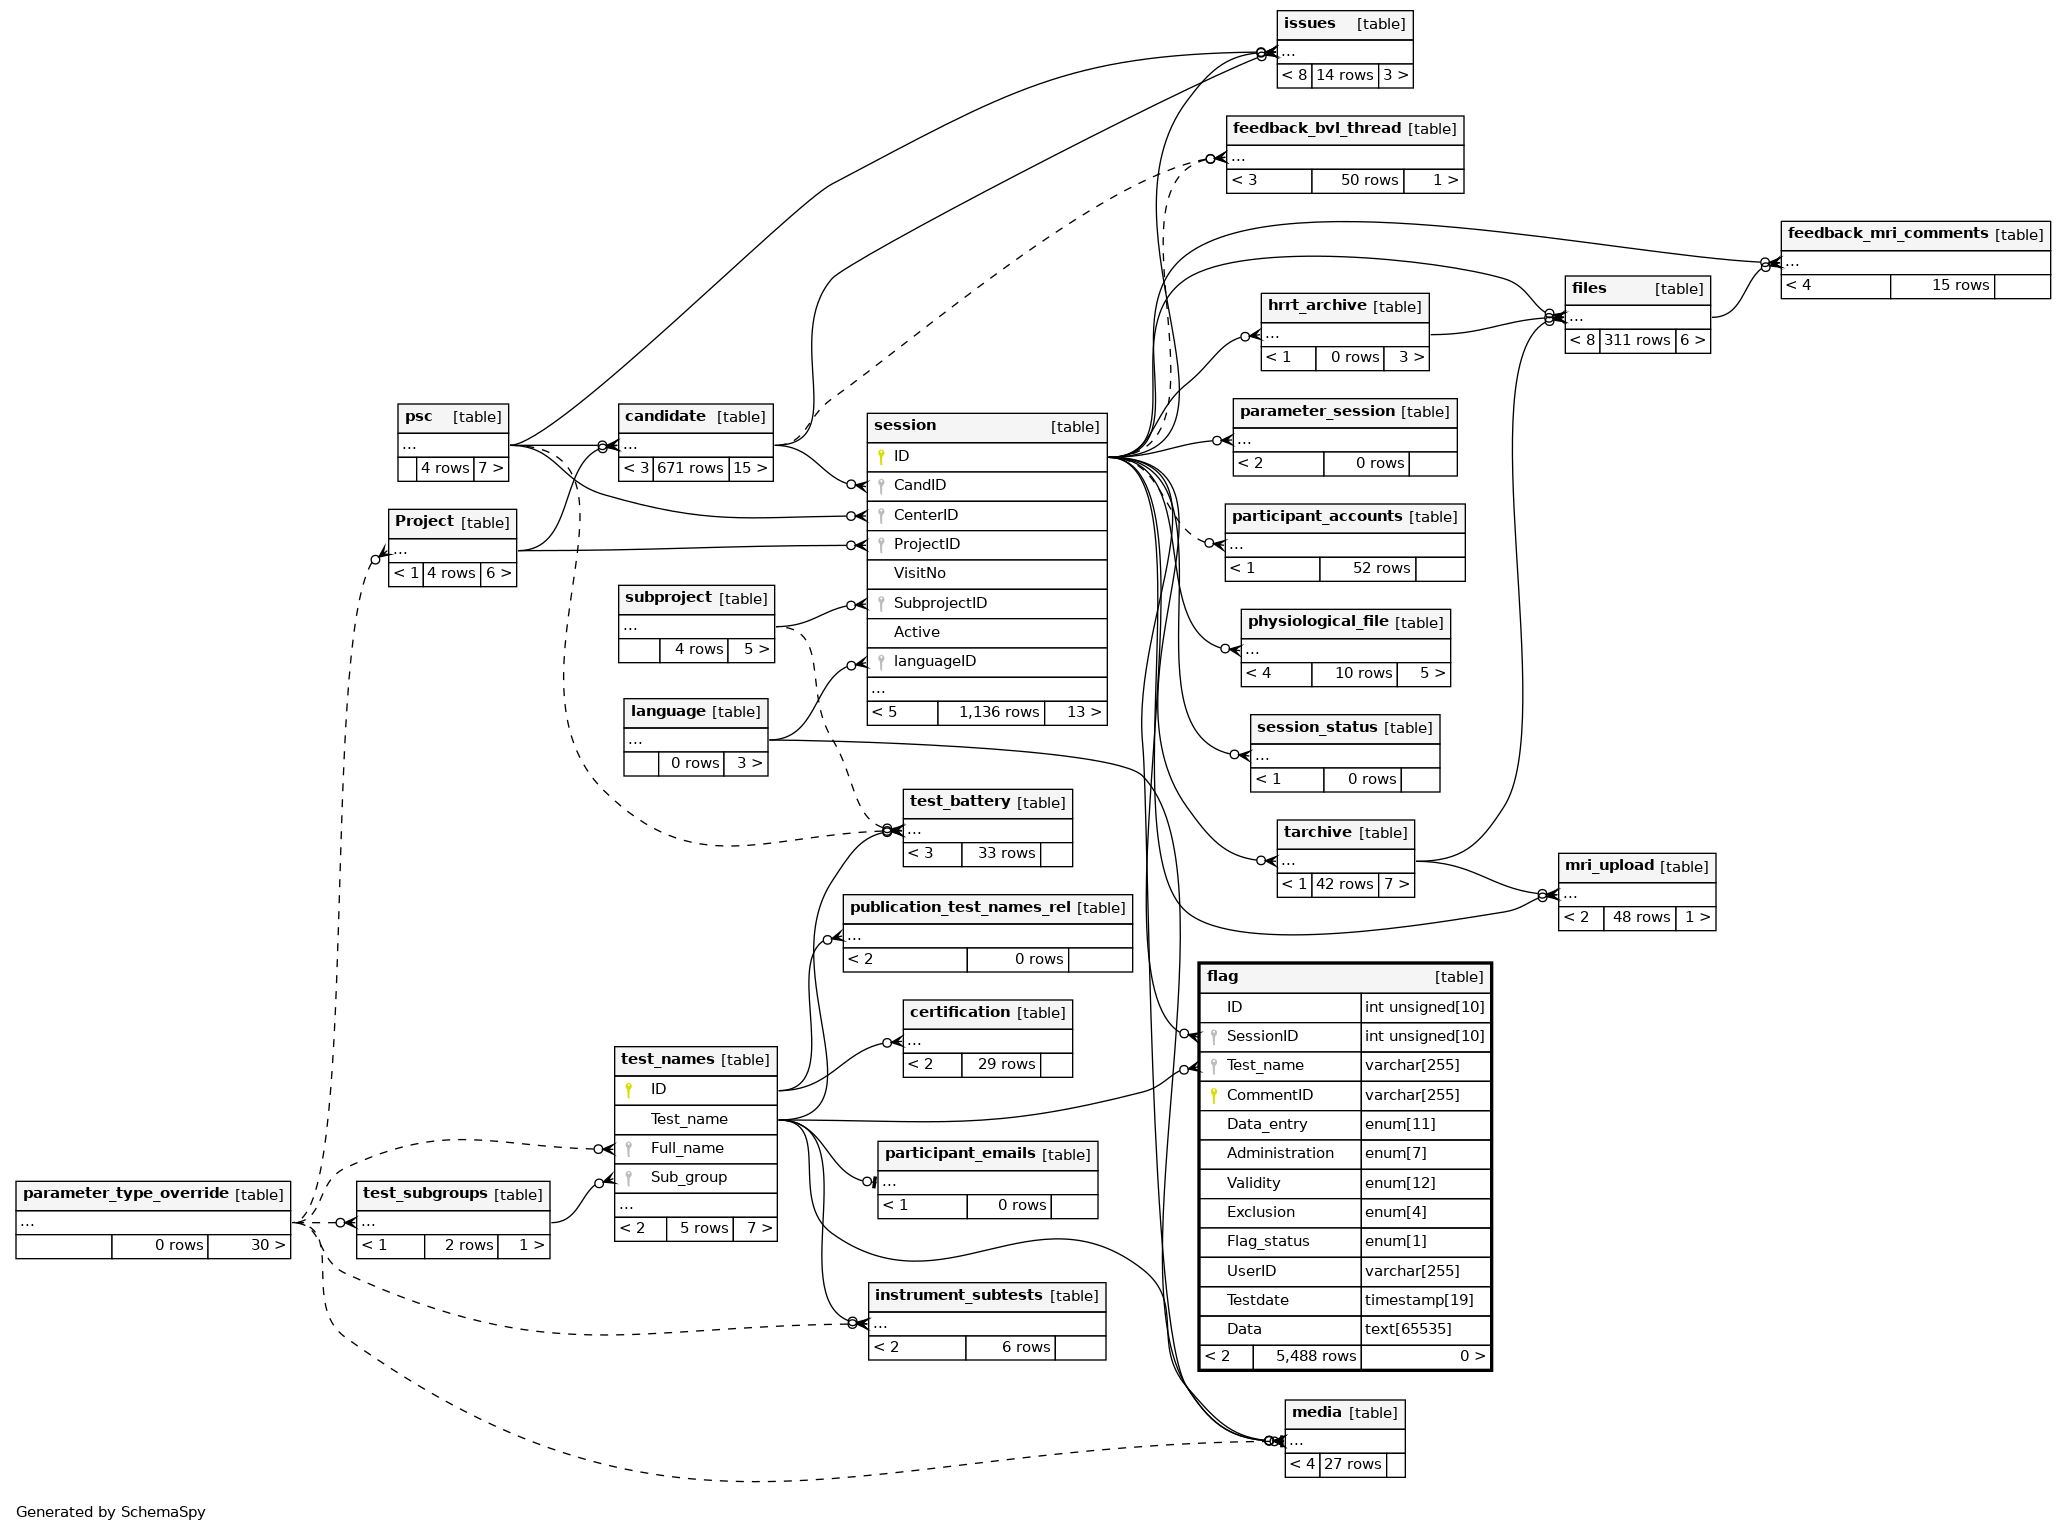 issues [table]
...
< 8 14 rows 3 >
feedback_bvl_thread [table]
...
< 3 50 rows 1 >
feedback_mri_comments [table]
...
< 4 15 rows
files [table]
...
< 8 311 rows 6 >
hrrt_archive [table]
...
< 1 0 rows 3 >
parameter_session [table]
...
< 2 0 rows
psc [table]
...
4 rows 7 >
candidate [table]
...
< 3 671 rows 15 >
session [table]
ID
CandID
CenterID
ProjectID
VisitNo
SubprojectID
Active
languageID
...
< 5 1,136 rows 13 >
Project [table]
...
< 1 4 rows 6 >
participant_accounts [table]
...
< 1 52 rows
subproject [table]
...
4 rows 5 >
physiological_file [table]
...
< 4 10 rows 5 >
language [table]
...
0 rows 3 >
session_status [table]
...
< 1 0 rows
test_battery [table]
...
< 3 33 rows
tarchive [table]
...
< 1 42 rows 7 >
mri_upload [table]
...
< 2 48 rows 1 >
publication_test_names_rel [table]
...
< 2 0 rows
flag [table]
ID int unsigned[10]
SessionID int unsigned[10]
Test_name varchar[255]
CommentID varchar[255]
Data_entry enum[11]
Administration enum[7]
Validity enum[12]
Exclusion enum[4]
Flag_status enum[1]
UserID varchar[255]
Testdate timestamp[19]
Data text[65535]
< 2 5,488 rows 0 >
certification [table]
...
< 2 29 rows
test_names [table]
ID
Test_name
Full_name
Sub_group
...
< 2 5 rows 7 >
participant_emails [table]
...
< 1 0 rows
parameter_type_override [table]
...
0 rows 30 >
test_subgroups [table]
...
< 1 2 rows 1 >
instrument_subtests [table]
...
< 2 6 rows
media [table]
...
< 4 27 rows
Generated by SchemaSpy